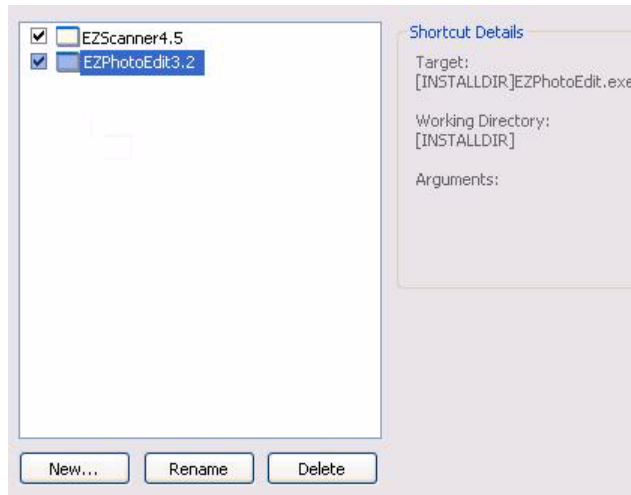 EZScanner4.5
EZPhotoEdit3.2
New...
Rename
Delete
Shortcut Details
Target:
[INSTALLDIR]EZPhotoEdit.exe
Working Directory:
[INSTALLDIR]
Arguments: